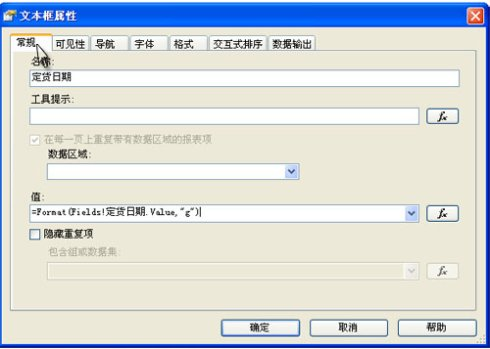 文本框属性
常规 可见性 导航 字体 格式 交互式排序 数据输出
名称:
定货日期
工具提示:
fx
在每一页上重复带有数据区域的报表项
数据区域:
值:
=Format(Fields!定货日期.Value,"g") fx
隐藏重复项
包含组或数据集:
fx
确定 取消 帮助